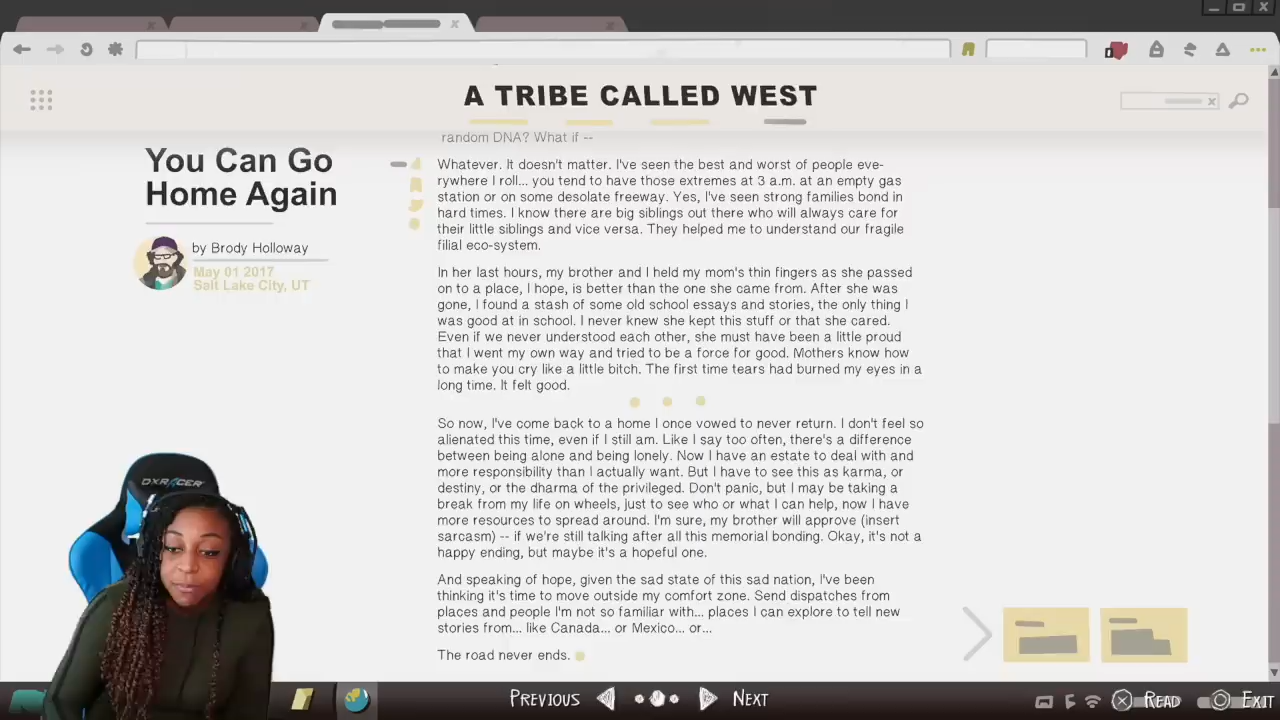 A TRIBE CALLED WEST
random DNA? What if --
You Can Go
Home Again
by Brody Holloway
May 01 2017
Salt Lake City, UT
Whatever. It doesn't matter. I've seen the best and worst of people eve-
rywhere I roll... you tend to have those extremes at 3 a.m. at an empty gas
station or on some desolate freeway. Yes, I've seen strong families bond in
hard times. I know there are big siblings out there who will always care for
their little siblings and vice versa. They helped me to understand our fragile
filial eco-system.
In her last hours, my brother and I held my mom's thin fingers as she passed
on to a place, I hope, is better than the one she came from. After she was
gone, I found a stash of some old school essays and stories, the only thing I
was good at in school. I never knew she kept this stuff or that she cared.
Even if we never understood each other, she must have been a little proud
that I went my own way and tried to be a force for good. Mothers know how
to make you cry like a little bitch. The first time tears had burned my eyes in a
long time. It felt good.
So now, I've come back to a home I once vowed to never return. I don't feel so
alienated this time, even if I still am. Like I say too often, there's a difference
between being alone and being lonely. Now I have an estate to deal with and
more responsibility than I actually want. But I have to see this as karma, or
destiny, or the dharma of the privileged. Don't panic, but I may be taking a
break from my life on wheels, just to see who or what I can help, now I have
more resources to spread around. I'm sure, my brother will approve (insert
sarcasm) -- if we're still talking after all this memorial bonding. Okay, it's not a
happy ending, but maybe it's a hopeful one.
And speaking of hope, given the sad state of this sad nation, I've been
thinking it's time to move outside my comfort zone. Send dispatches from
places and people I'm not so familiar with... places I can explore to tell new
stories from... like Canada... or Mexico... or...
The road never ends.
DXRACER
PREVIOUS
NEXT
READ
EXIT